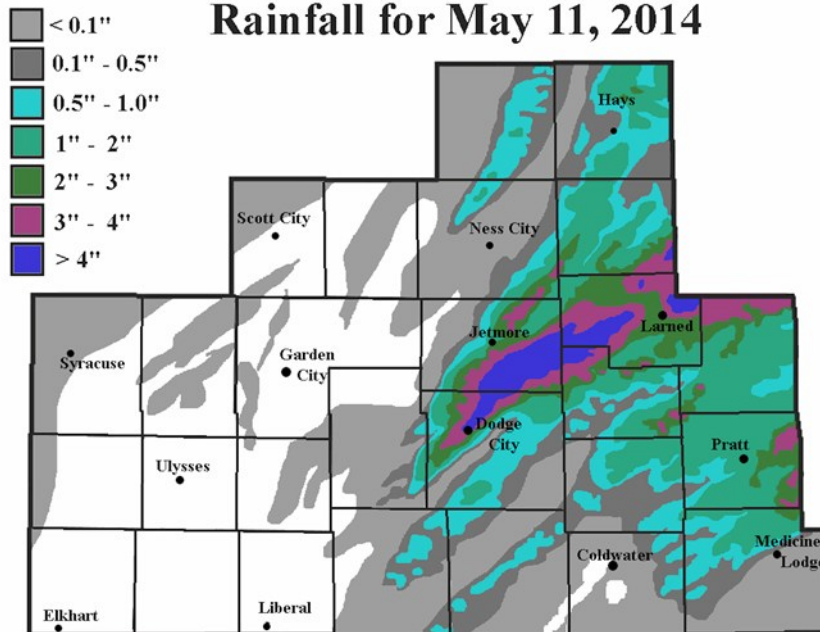 Rainfall for May 11, 2014
< 0.1"
0.1" - 0.5"
0.5" - 1.0"
1" - 2"
2" - 3"
3" - 4"
> 4"
Hays
Scott City
Ness City
Syracuse
Garden
City
Jetmore
Larned
Dodge
City
Ulysses
Pratt
Coldwater
Medicine
Lodge
Elkhart
Liberal